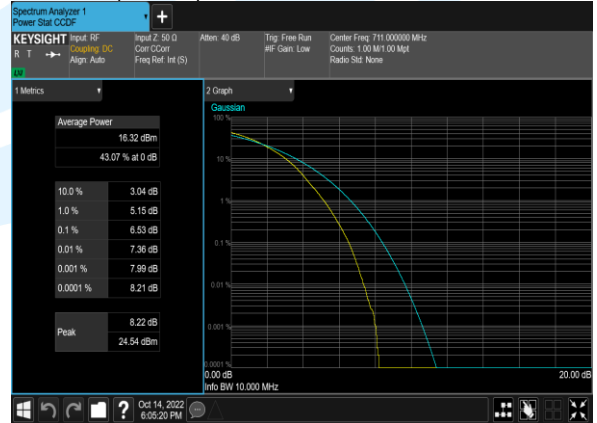 Spectrum Analyzer 1
Power Stat CCDF
KEYSIGHT
R T
LXI
Input: RF
Coupling: DC
Align: Auto
Input Z: 50 Ω
Corr CCorr
Freq Ref: Int (S)
Atten: 40 dB
Trig: Free Run
#IF Gain: Low
Center Freq: 711.000000 MHz
Counts: 1.00 M/1.00 Mpt
Radio Std: None
1 Metrics
Average Power
16.32 dBm
43.07 % at 0 dB
10.0 % 3.04 dB
1.0 % 5.15 dB
0.1 % 6.53 dB
0.01 % 7.36 dB
0.001 % 7.99 dB
0.0001 % 8.21 dB
Peak
8.22 dB
24.54 dBm
2 Graph
Gaussian
100 %
10 %
1 %
0.1 %
0.01 %
0.001 %
0.0001 %
0.00 dB
20.00 dB
Info BW 10.000 MHz
?
Oct 14, 2022
6:05:20 PM